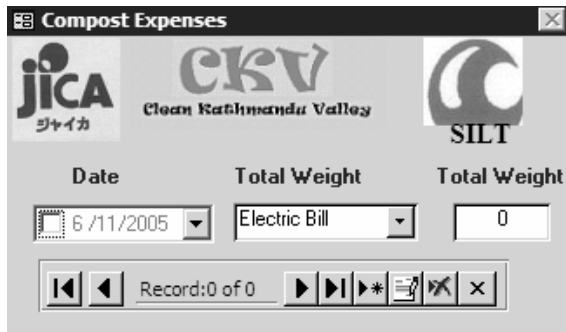 Compost Expenses
JICA
ジャイカ
CKV
Clean Kathmandu Valley
SILT
Date Total Weight Total Weight
6 /11/2005 Electric Bill 0
Record:0 of 0